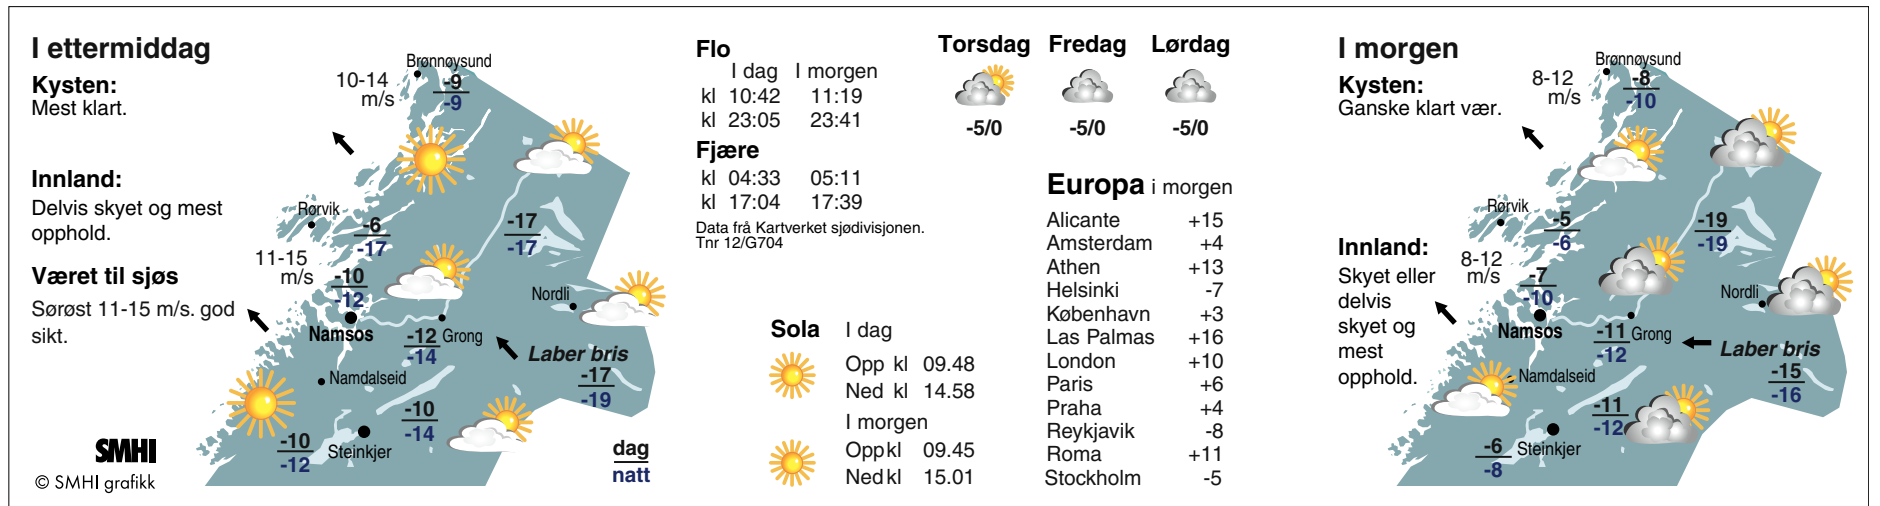 I ettermiddag
Kysten:
Mest klart.
Innland:
Delvis skyet og mest
opphold.
Været til sjøs
Sørøst 11-15 m/s. god
sikt.
SMHI
© SMHI grafikk
Brønnøysund
10-14
m/s
-9
-9
Rørvik
-6
-17
-17
-17
11-15
m/s
-10
-12
Nordli
Namsos
-12
-14
Grong
Laber bris
-17
-19
Namdalseid
-10
-14
-10
-12
Steinkjer
dag
natt
Flo
I dag I morgen
kl 10:42 11:19
kl 23:05 23:41
Fjære
kl 04:33 05:11
kl 17:04 17:39
Data frå Kartverket sjødivisjonen.
Tnr 12/G704
Sola I dag
Opp kl 09.48
Ned kl 14.58
I morgen
Opp kl 09.45
Ned kl 15.01
Torsdag Fredag Lørdag
-5/0 -5/0 -5/0
Europa i morgen
Alicante +15
Amsterdam +4
Athen +13
Helsinki -7
København +3
Las Palmas +16
London +10
Paris +6
Praha +4
Reykjavik -8
Roma +11
Stockholm -5
I morgen
Kysten:
Ganske klart vær.
Innland:
Skyet eller
delvis
skyet og
mest
opphold.
Brønnøysund
8-12
m/s
-8
-10
Rørvik
-5
-6
-19
-19
8-12
m/s
-7
-10
Nordli
Namsos
-11
-12
Grong
Laber bris
-15
-16
Namdalseid
-11
-12
-6
-8
Steinkjer